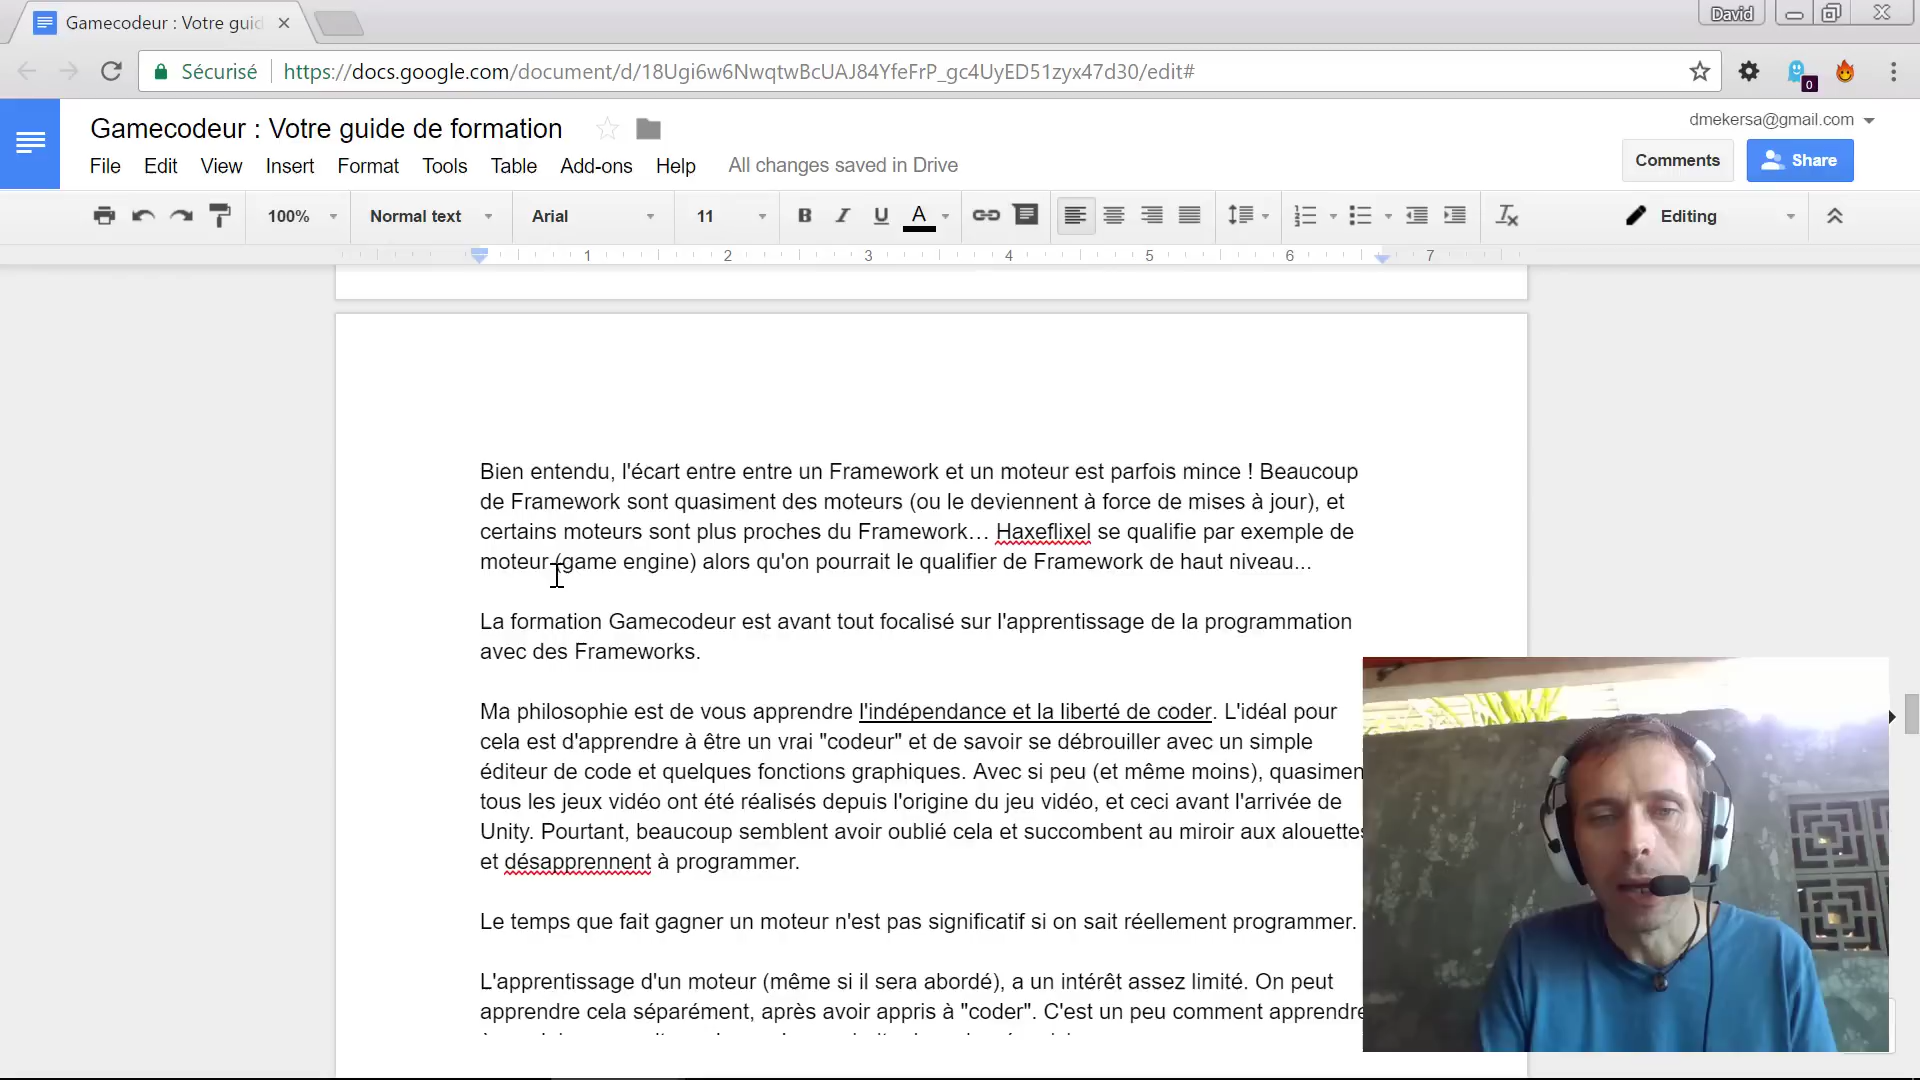 Gamecodeur : Votre guid
David
Sécurisé
https://docs.google.com/document/d/18Ugi6w6NwqtwBcUAJ84YfeFrP_gc4UyED51zyx47d30/edit#
0
Gamecodeur : Votre guide de formation
dmekersa@gmail.com
File Edit View Insert Format Tools Table Add-ons Help All changes saved in Drive
Comments
Share
100% Normal text Arial 11 B I U A Editing
1 2 3 4 5 6 7
Bien entendu, l'écart entre entre un Framework et un moteur est parfois mince ! Beaucoup
de Framework sont quasiment des moteurs (ou le deviennent à force de mises à jour), et
certains moteurs sont plus proches du Framework… Haxeflixel se qualifie par exemple de
moteur (game engine) alors qu'on pourrait le qualifier de Framework de haut niveau...
La formation Gamecodeur est avant tout focalisé sur l'apprentissage de la programmation
avec des Frameworks.
Ma philosophie est de vous apprendre l'indépendance et la liberté de coder. L'idéal pour
cela est d'apprendre à être un vrai "codeur" et de savoir se débrouiller avec un simple
éditeur de code et quelques fonctions graphiques. Avec si peu (et même moins), quasimen
tous les jeux vidéo ont été réalisés depuis l'origine du jeu vidéo, et ceci avant l'arrivée de
Unity. Pourtant, beaucoup semblent avoir oublié cela et succombent au miroir aux alouettes
et désapprennent à programmer.
Le temps que fait gagner un moteur n'est pas significatif si on sait réellement programmer.
L'apprentissage d'un moteur (même si il sera abordé), a un intérêt assez limité. On peut
apprendre cela séparément, après avoir appris à "coder". C'est un peu comment apprendre